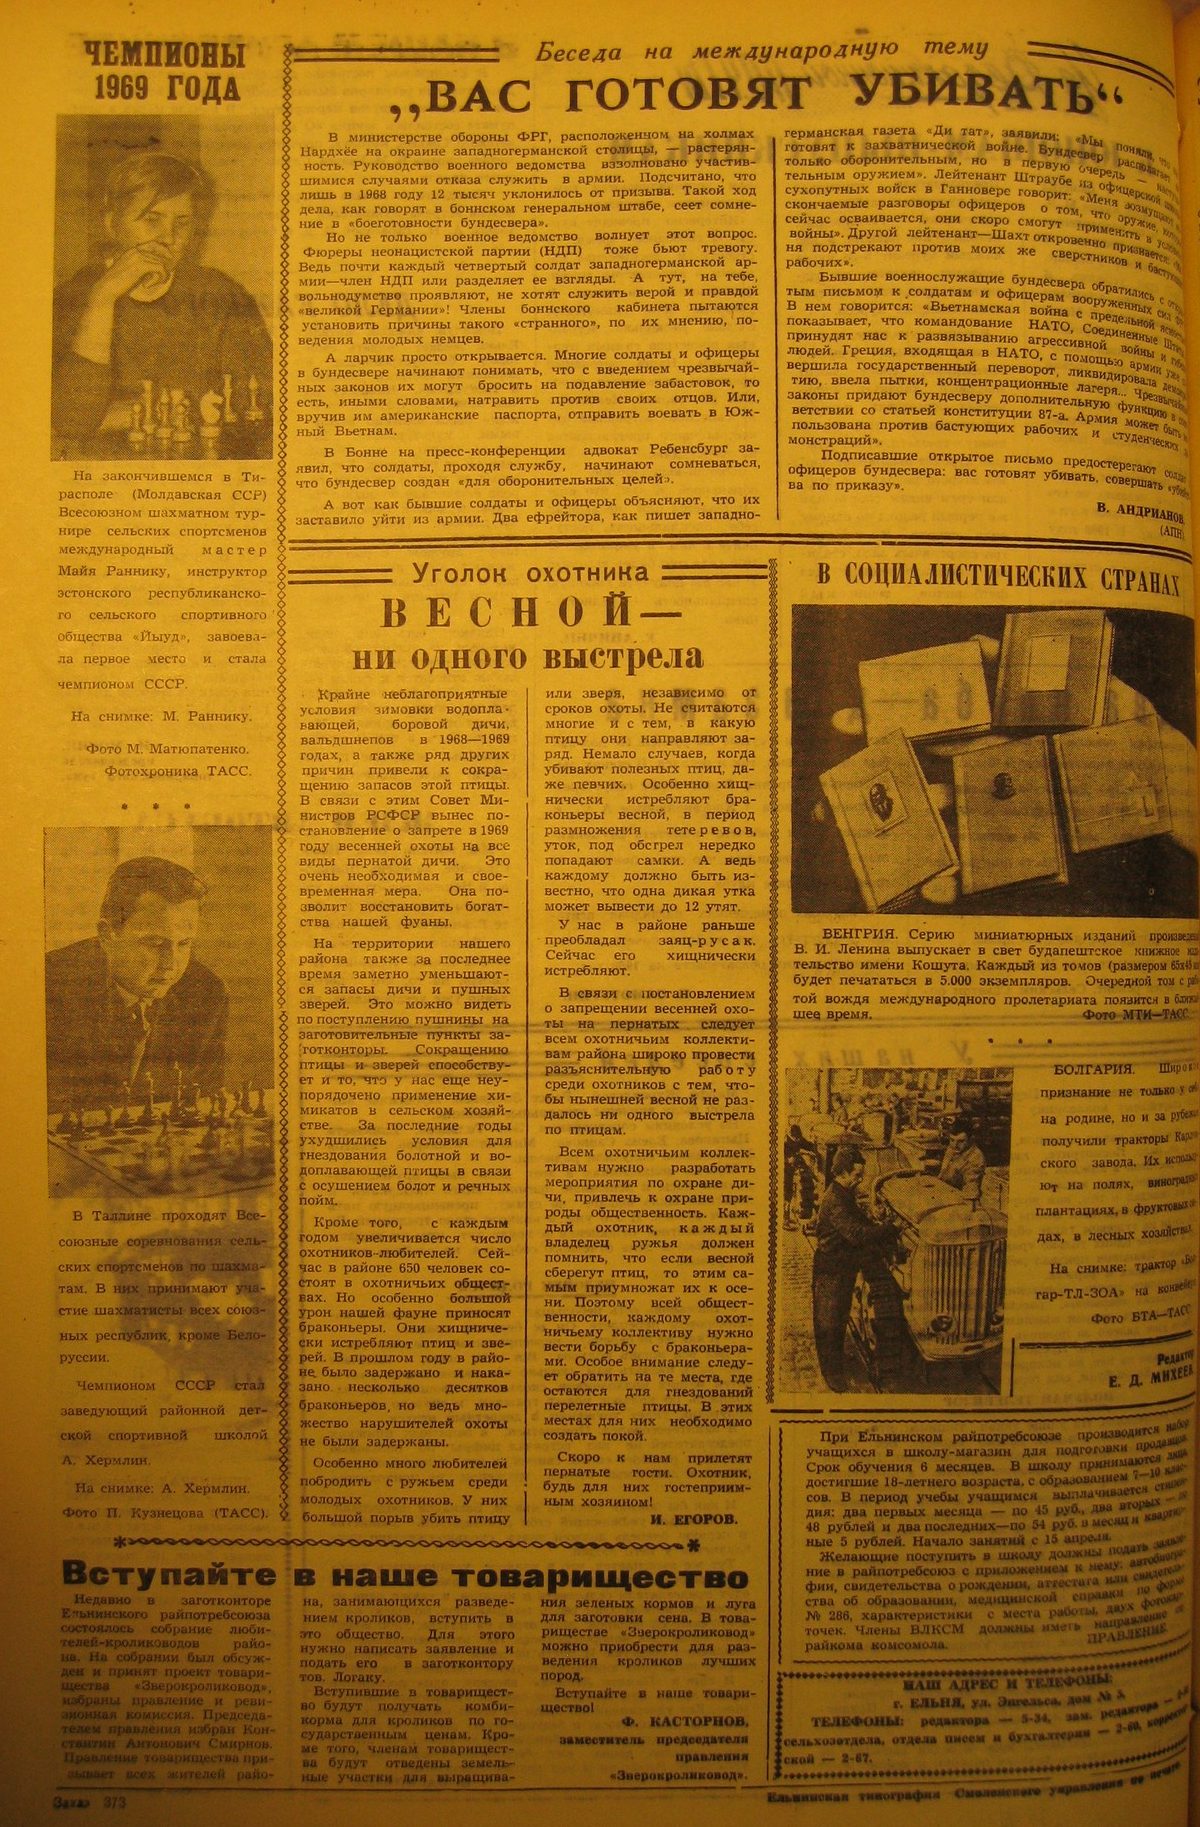 ЧЕМПИОНЫ
1969 ГОДА
На закончившемся в Ти-
располе (Молдавская ССР)
Всесоюзном шахматном тур-
нире сельских спортсменов
международный мастер
Майя Раннику, инструктор
эстонского республиканско-
го сельского спортивного
общества «Йыуд», завоева-
ла первое место и стала
чемпионом СССР.
На снимке: М. Раннику.
Фото М. Матюпатенко.
Фотохроника ТАСС.
* * *
В Таллине проходят Все-
союзные соревнования сель-
ских спортсменов по шахма-
там. В них принимают уча-
стие шахматисты всех союз-
ных республик, кроме Бело-
руссии.
Чемпионом СССР стал
заведующий районной дет-
ской спортивной школой
А. Хермлин.
На снимке: А. Хермлин.
Фото П. Кузнецова (ТАСС).
Беседа на международную тему
„ВАС ГОТОВЯТ УБИВАТЬ“
В министерстве обороны ФРГ, расположенном на холмах
Нардхёе на окраине западногерманской столицы, — растерян-
ность. Руководство военного ведомства взволновано участив-
шимися случаями отказа служить в армии. Подсчитано, что
лишь в 1968 году 12 тысяч уклонилось от призыва. Такой ход
дела, как говорят в боннском генеральном штабе, сеет сомне-
ние в «боеготовности бундесвера».
Но не только военное ведомство волнует этот вопрос.
Фюреры неонацистской партии (НДП) тоже бьют тревогу.
Ведь почти каждый четвертый солдат западногерманской ар-
мии—член НДП или разделяет ее взгляды. А тут, на тебе,
вольнодумство проявляют, не хотят служить верой и правдой
«великой Германии»! Члены боннского кабинета пытаются
установить причины такого «странного», по их мнению, по-
ведения молодых немцев.
А ларчик просто открывается. Многие солдаты и офицеры
в бундесвере начинают понимать, что с введением чрезвычай-
ных законов их могут бросить на подавление забастовок, то
есть, иными словами, натравить против своих отцов. Или,
вручив им американские паспорта, отправить воевать в Юж-
ный Вьетнам.
В Бонне на пресс-конференции адвокат Ребенсбург за-
явил, что солдаты, проходя службу, начинают сомневаться,
что бундесвер создан «для оборонительных целей».
А вот как бывшие солдаты и офицеры объясняют, что их
заставило уйти из армии. Два ефрейтора, как пишет западно-
германская газета «Ди тат», заявили: «Мы поняли, что
готовят к захватнической войне. Бундесвер располагает
только оборонительным, но в первую очередь —
тельным оружием». Лейтенант Штраубе из офицерской
сухопутных войск в Ганновере говорит: «Меня возмущают
скончаемые разговоры офицеров о том, что оружие,
сейчас осваивается, они скоро смогут применить в
войны». Другой лейтенант—Шахт откровенно признается:
ня подстрекают против моих же сверстников и
рабочих».
Бывшие военнослужащие бундесвера обратились с
тым письмом к солдатам и офицерам вооруженных сил
В нем говорится: «Вьетнамская война с предельной
показывает, что командование НАТО, Соединенные
принудят нас к развязыванию агрессивной войны и
людей. Греция, входящая в НАТО, с помощью армии уже
вершила государственный переворот, ликвидировала
тию, ввела пытки, концентрационные лагеря...
законы придают бундесверу дополнительную функцию в
ветствии со статьей конституции 87-а. Армия может быть
пользована против бастующих рабочих и студенческих
монстраций».
Подписавшие открытое письмо предостерегают
офицеров бундесвера: вас готовят убивать, совершать
ва по приказу».
В. АНДРИАНОВ,
(АПН).
Уголок охотника
ВЕСНОЙ—
ни одного выстрела
Крайне неблагоприятные
условия зимовки водопла-
вающей, боровой дичи,
вальдшнепов в 1968—1969
годах, а также ряд других
причин привели к сокра-
щению запасов этой птицы.
В связи с этим Совет Ми-
нистров РСФСР вынес по-
становление о запрете в 1969
году весенней охоты на все
виды пернатой дичи. Это
очень необходимая и свое-
временная мера. Она по-
зволит восстановить богат-
ства нашей фуаны.
На территории нашего
района также за последнее
время заметно уменьшают-
ся запасы дичи и пушных
зверей. Это можно видеть
по поступлению пушнины на
заготовительные пункты за-
готконторы. Сокращению
птицы и зверей способству-
ет и то, что у нас еще неу-
порядочено применение хи-
микатов в сельском хозяй-
стве. За последние годы
ухудшились условия для
гнездования болотной и во-
доплавающей птицы в связи
с осушением болот и речных
пойм.
Кроме того, с каждым
годом увеличивается число
охотников-любителей. Сей-
час в районе 650 человек со-
стоят в охотничьих общест-
вах. Но особенно большой
урон нашей фауне приносят
браконьеры. Они хищниче-
ски истребляют птиц и зве-
рей. В прошлом году в райо-
не было задержано и нака-
зано несколько десятков
браконьеров, но ведь мно-
жество нарушителей охоты
не были задержаны.
Особенно много любителей
побродить с ружьем среди
молодых охотников. У них
большой порыв убить птицу
или зверя, независимо от
сроков охоты. Не считаются
многие и с тем, в какую
птицу они направляют за-
ряд. Немало случаев, когда
убивают полезных птиц, да-
же певчих. Особенно хищ-
нически истребляют бра-
коньеры весной, в период
размножения тетеревов,
уток, под обстрел нередко
попадают самки. А ведь
каждому должно быть из-
вестно, что одна дикая утка
может вывести до 12 утят.
У нас в районе раньше
преобладал заяц-русак.
Сейчас его хищнически
истребляют.
В связи с постановлением
о запрещении весенней охо-
ты на пернатых следует
всем охотничьим коллекти-
вам района широко провести
разъяснительную работу
среди охотников с тем, что-
бы нынешней весной не раз-
далось ни одного выстрела
по птицам.
Всем охотничьим коллек-
тивам нужно разработать
мероприятия по охране ди-
чи, привлечь к охране при-
роды общественность. Каж-
дый охотник, каждый
владелец ружья должен
помнить, что если весной
сберегут птиц, то этим са-
мым приумножат их к осе-
ни. Поэтому всей общест-
венности, каждому охот-
ничьему коллективу нужно
вести борьбу с браконьера-
ми. Особое внимание следу-
ет обратить на те места, где
остаются для гнездований
перелетные птицы. В этих
местах для них необходимо
создать покой.
Скоро к нам прилетят
пернатые гости. Охотник,
будь для них гостеприим-
ным хозяином!
И. ЕГОРОВ.
В СОЦИАЛИСТИЧЕСКИХ СТРАНАХ
ВЕНГРИЯ. Серию миниатюрных изданий
В. И. Ленина выпускает в свет будапештское книжное
тельство имени Кошута. Каждый из томов (размером 65х45
будет печататься в 5.000 экземпляров. Очередной том с
той вождя международного пролетариата появится в
шее время.
Фото МТИ—ТАСС.
* * *
БОЛГАРИЯ. Широкое
признание не только у себя
на родине, но и за рубежом
получили тракторы
ского завода. Их использу-
ют на полях, виноградных
плантациях, в фруктовых са-
дах, в лесных хозяйствах.
На снимке: трактор «Бол-
гар-ТЛ-ЗОА» на конвейере.
Фото БТА—ТАСС.
Редактор
Е. Д. МИХЕЕВ
При Ельнинском райпотребсоюзе производится набор
учащихся в школу-магазин для подготовки продавцов.
Срок обучения 6 месяцев. В школу принимаются лица,
достигшие 18-летнего возраста, с образованием 7—10 клас-
сов. В период учебы учащимся выплачивается стипен-
дия: два первых месяца — по 45 руб., два вторых — по
48 рублей и два последних—по 54 руб. в месяц и квартир-
ные 5 рублей. Начало занятий с 15 апреля.
Желающие поступить в школу должны подать заявле-
ние в райпотребсоюз с приложением к нему: автобиогра-
фии, свидетельства о рождении, аттестата или свидетель-
ства об образовании, медицинской справки по форме
№ 286, характеристики с места работы, двух фотокар-
точек. Члены ВЛКСМ должны иметь направление от
райкома комсомола.
ПРАВЛЕНИЕ
НАШ АДРЕС И ТЕЛЕФОНЫ:
г. ЕЛЬНЯ, ул. Энгельса, дом № 5.
ТЕЛЕФОНЫ: редактора — 5-34, зам. редактора —
сельхозотдела, отдела писем и бухгалтерии — 2-60,
ской — 2-67.
Вступайте в наше товарищество
Недавно в заготконторе
Ельнинского райпотребсоюза
состоялось собрание люби-
телей-кролиководов райо-
на. На собрании был обсуж-
ден и принят проект товари-
щества «Зверокроликовод»,
избраны правление и реви-
зионная комиссия. Председа-
телем правления избран Кон-
стантин Антонович Смирнов.
Правление товарищества при-
зывает всех жителей райо-
на, занимающихся разведе-
нием кроликов, вступить в
это общество. Для этого
нужно написать заявление и
подать его в заготконтору
тов. Логаку.
Вступившие в товарищест-
во будут получать комби-
корма для кроликов по го-
сударственным ценам. Кро-
ме того, членам товарищест-
ва будут отведены земель-
ные участки для выращива-
ния зеленых кормов и луга
для заготовки сена. В това-
риществе «Зверокроликовод»
можно приобрести для раз-
ведения кроликов лучших
пород.
Вступайте в наше товари-
щество!
Ф. КАСТОРНОВ,
заместитель председателя
правления
«Зверокроликовод».
Заказ 373
Ельнинская типография Смоленского управления по печати